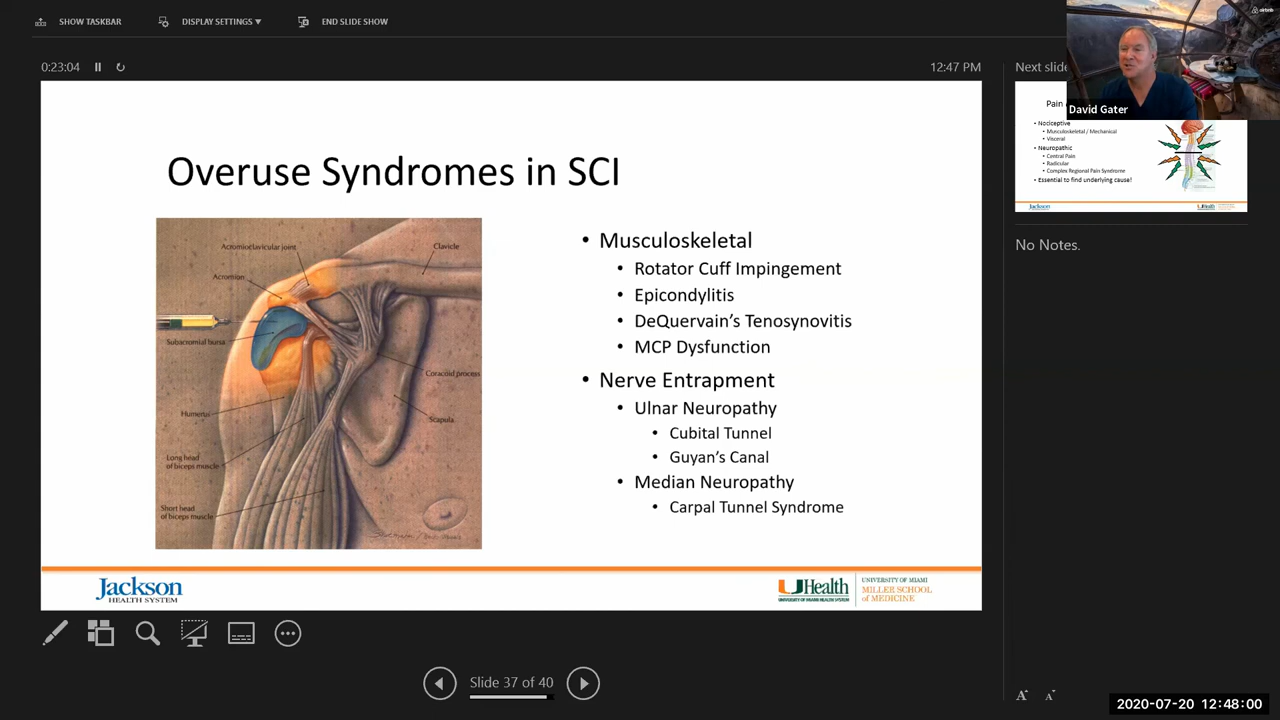 SHOW TASKBAR
DISPLAY SETTINGS ▼
END SLIDE SHOW
0:23:04
12:47 PM
Next slid
airbnb
David Gater
Overuse Syndromes in SCI
Acromioclavicular joint
Clavicle
Acromion
Subacromial bursa
Coracoid process
Humerus
Scapula
Long head
of biceps muscle
Short head
of biceps muscle
• Musculoskeletal
• Rotator Cuff Impingement
• Epicondylitis
• DeQuervain's Tenosynovitis
• MCP Dysfunction
• Nerve Entrapment
• Ulnar Neuropathy
• Cubital Tunnel
• Guyan's Canal
• Median Neuropathy
• Carpal Tunnel Syndrome
Jackson
HEALTH SYSTEM
UHealth
UNIVERSITY OF MIAMI HEALTH SYSTEM
UNIVERSITY OF MIAMI
MILLER SCHOOL
of MEDICINE
Pain
• Nociceptive
• Musculoskeletal / Mechanical
• Visceral
• Neuropathic
• Central Pain
• Radicular
• Complex Regional Pain Syndrome
• Essential to find underlying cause!
Jackson
UHealth
No Notes.
Slide 37 of 40
A
A
2020-07-20 12:48:00